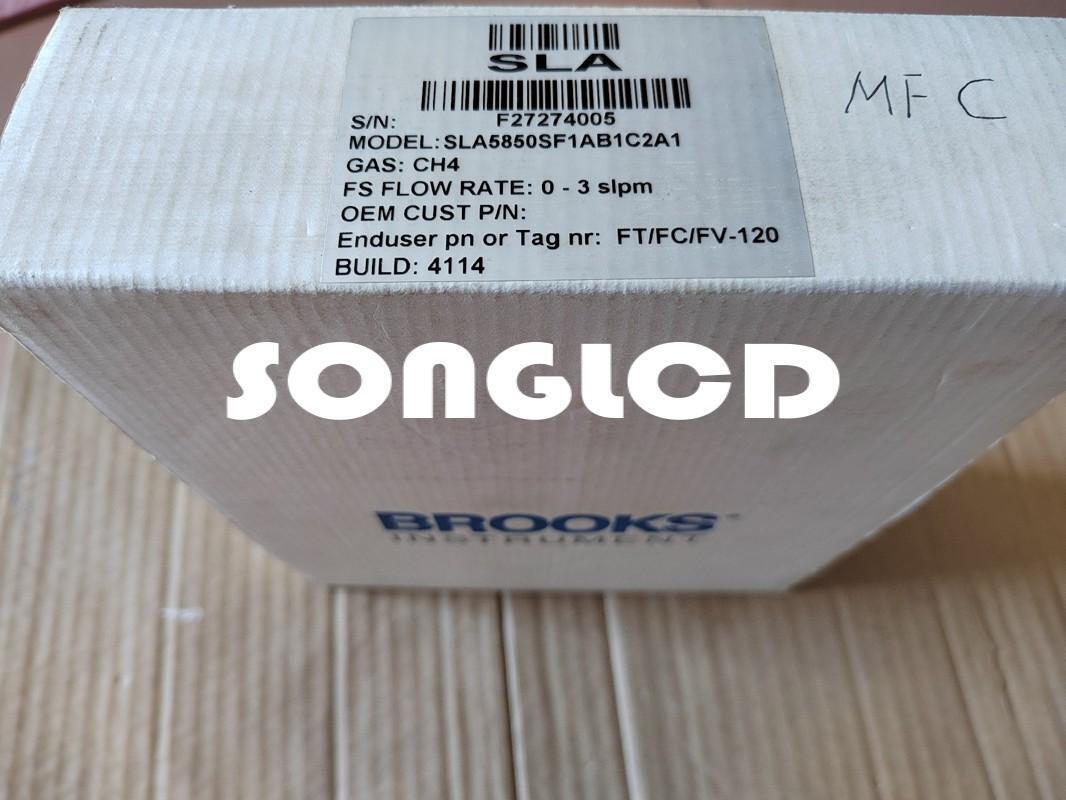 SLA
MFC
S/N: F27274005
MODEL: SLA5850SF1AB1C2A1
GAS: CH4
FS FLOW RATE: 0 - 3 slpm
OEM CUST P/N:
Enduser pn or Tag nr: FT/FC/FV-120
BUILD: 4114
SONGLCD
BROOKS
INSTRUMENT